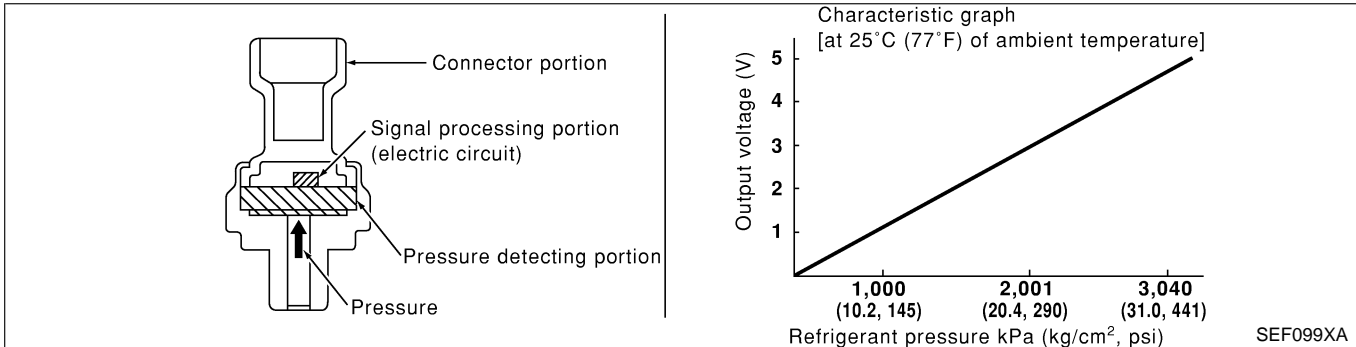 Connector portion
Signal processing portion
(electric circuit)
Pressure detecting portion
Pressure
Characteristic graph
[at 25˚C (77˚F) of ambient temperature]
Output voltage (V)
5
4
3
2
1
1,000 2,001 3,040
(10.2, 145) (20.4, 290) (31.0, 441)
Refrigerant pressure kPa (kg/cm², psi)
SEF099XA